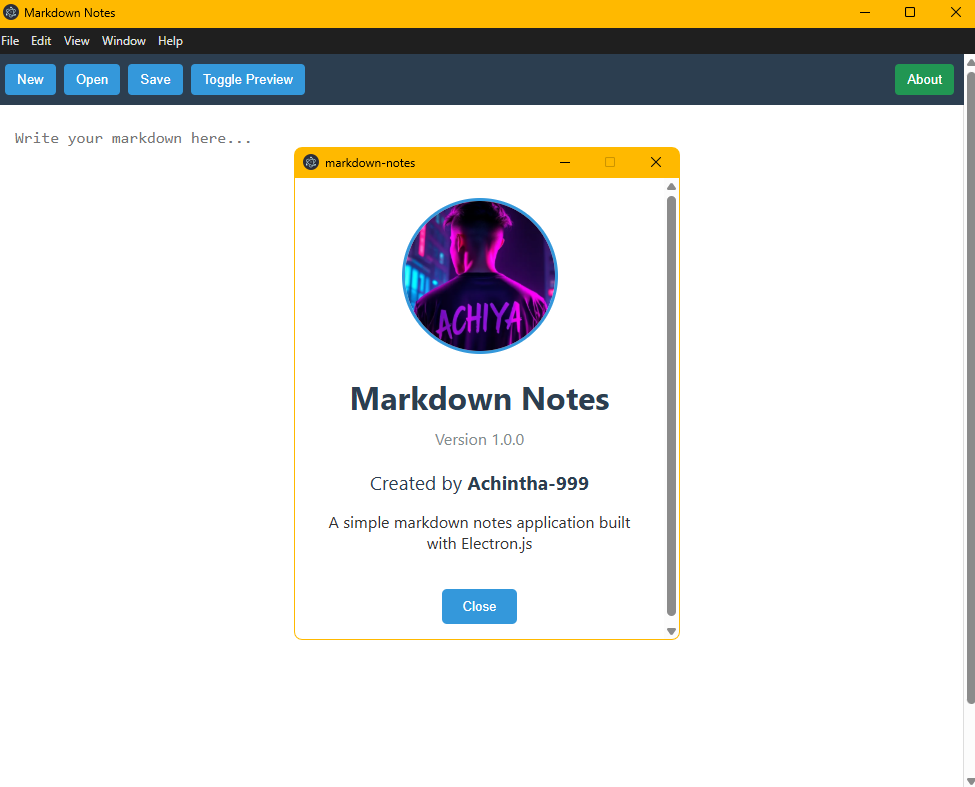 Markdown Notes
File Edit View Window Help
New Open Save Toggle Preview About
Write your markdown here...
markdown-notes
ACHIYA
Markdown Notes
Version 1.0.0
Created by Achintha-999
A simple markdown notes application built
with Electron.js
Close